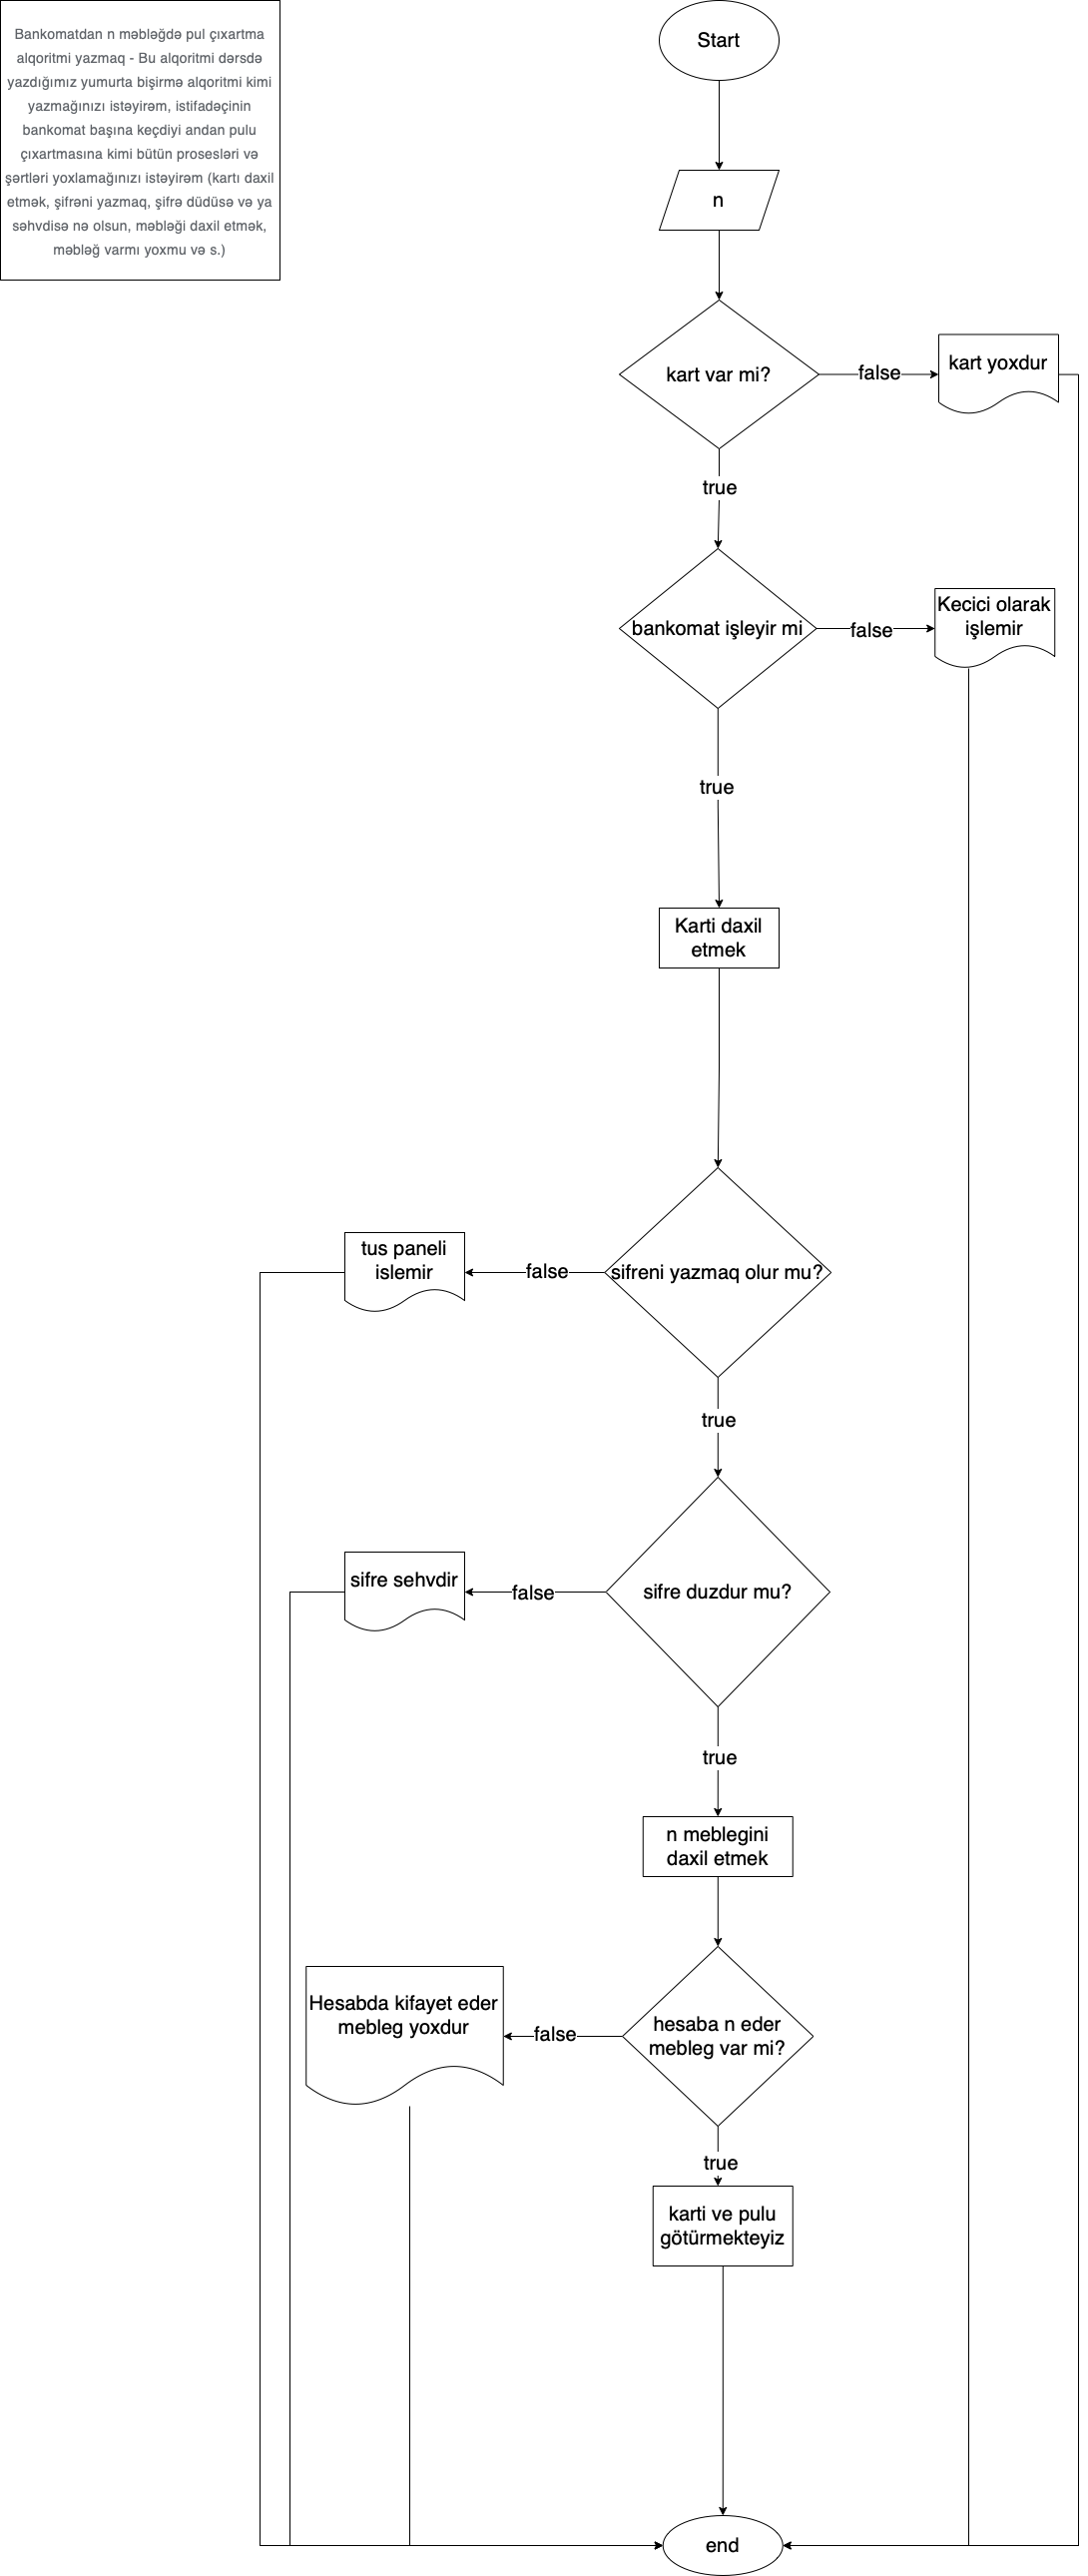 Bankomatdan n məbləğdə pul çıxartma
alqoritmi yazmaq - Bu alqoritmi dərsdə
yazdığımız yumurta bişirmə alqoritmi kimi
yazmağınızı istəyirəm, istifadəçinin
bankomat başına keçdiyi andan pulu
çıxartmasına kimi bütün prosesləri və
şərtləri yoxlamağınızı istəyirəm (kartı daxil
etmək, şifrəni yazmaq, şifrə düdüsə və ya
səhvdisə nə olsun, məbləği daxil etmək,
məbləğ varmı yoxmu və s.)
Start
n
kart var mi?
false
kart yoxdur
true
bankomat işleyir mi
false
Kecici olarak
işlemir
true
Karti daxil
etmek
sifreni yazmaq olur mu?
false
tus paneli
islemir
true
sifre duzdur mu?
false
sifre sehvdir
true
n meblegini
daxil etmek
hesaba n eder
mebleg var mi?
false
Hesabda kifayet eder
mebleg yoxdur
true
karti ve pulu
götürmekteyiz
end